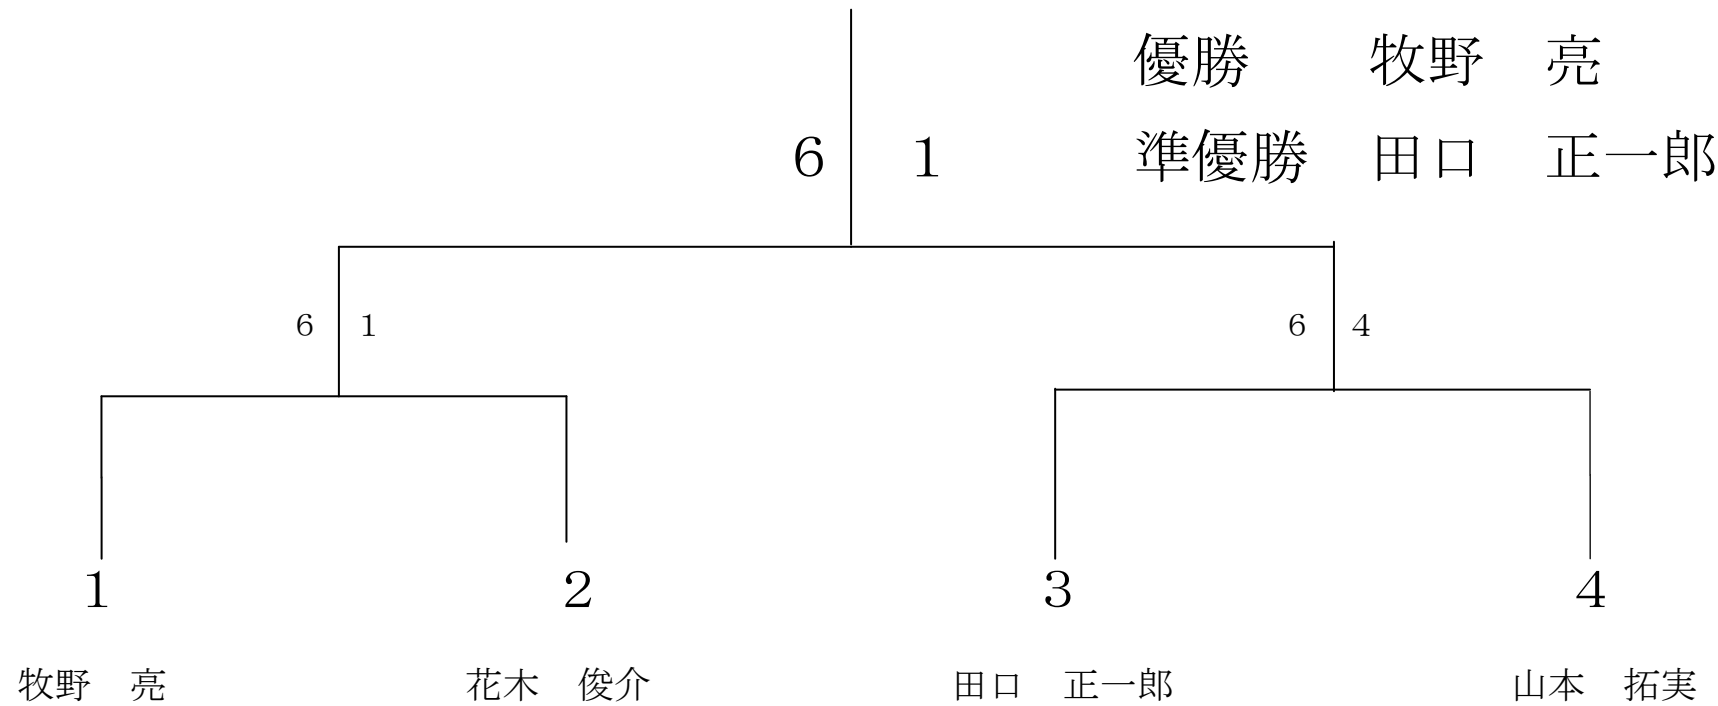 優勝　　牧野　亮
６　１　準優勝　田口　正一郎
６　１　６　４
１　２　３　４
牧野　亮　花木　俊介　田口　正一郎　山本　拓実